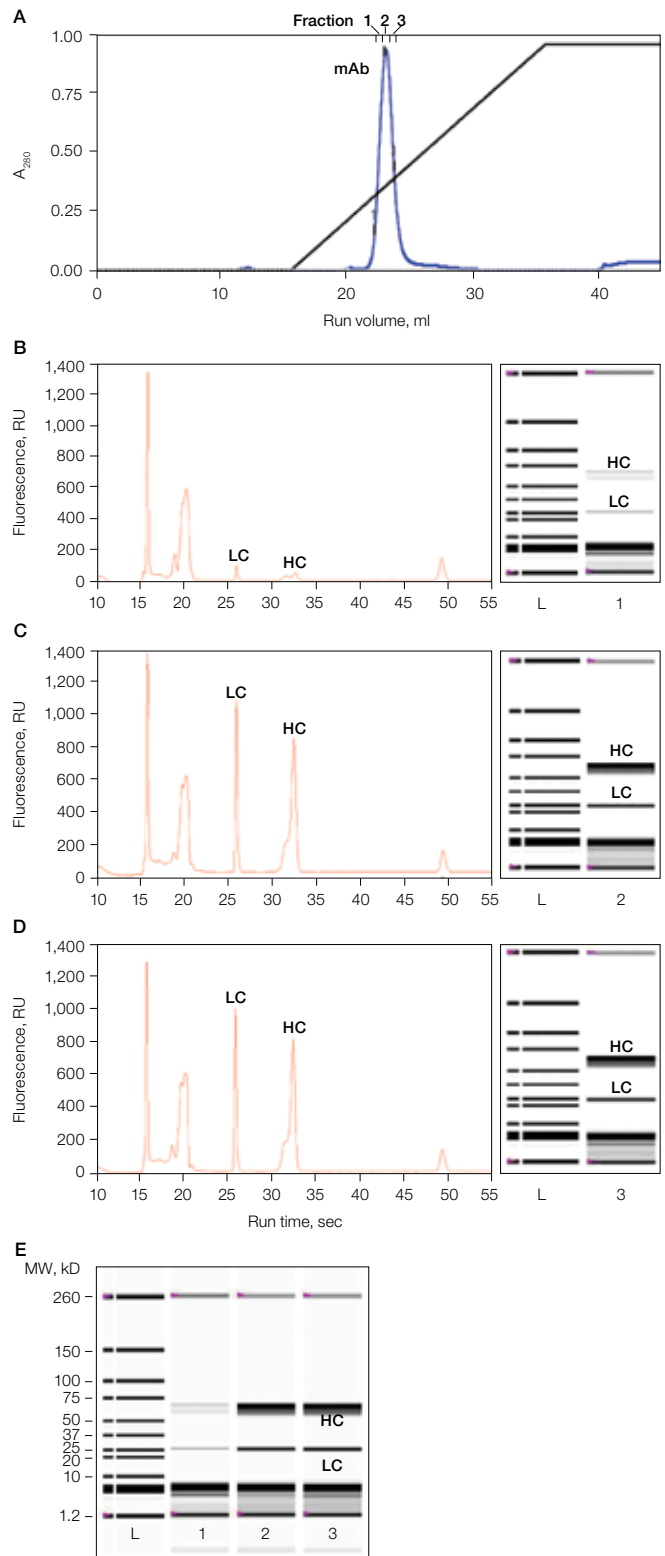 A
Fraction 1 2 3
mAb
1.00
0.75
0.50
0.25
0.00
A280
0 10 20 30 40
Run volume, ml
B
1,400
1,200
1,000
800
600
400
200
0
Fluorescence, RU
LC HC
10 15 20 25 30 35 40 45 50 55
HC
LC
L 1
C
1,400
1,200
1,000
800
600
400
200
0
Fluorescence, RU
LC
HC
10 15 20 25 30 35 40 45 50 55
HC
LC
L 2
D
1,400
1,200
1,000
800
600
400
200
0
Fluorescence, RU
LC
HC
10 15 20 25 30 35 40 45 50 55
Run time, sec
HC
LC
L 3
E
MW, kD
260
150
100
75
50
37
25
20
10
1.2
HC
LC
L 1 2 3